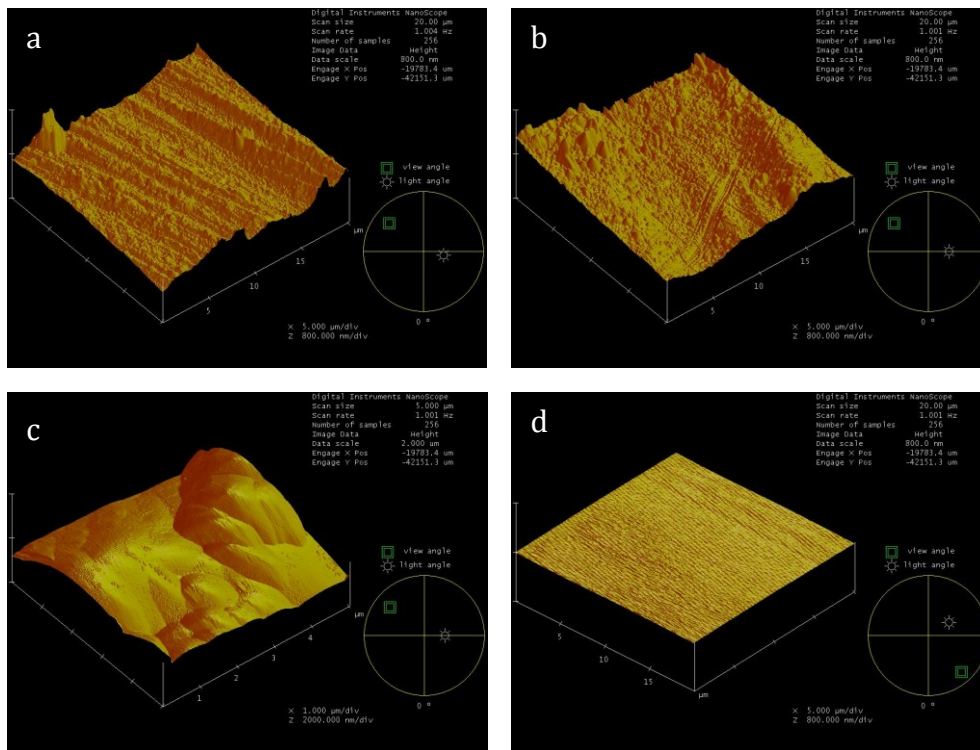 a
Digital Instruments NanoScope
Scan size 20.00 µm
Scan rate 1.004 Hz
Number of samples 256
Image Data Height
Data scale 800.0 nm
Engage X Pos -19783.4 um
Engage Y Pos -42151.3 um
view angle
light angle
µm
15
10
5
X 5.000 µm/div
Z 800.000 nm/div
0 °
b
Digital Instruments NanoScope
Scan size 20.00 µm
Scan rate 1.001 Hz
Number of samples 256
Image Data Height
Data scale 800.0 nm
Engage X Pos -19783.4 um
Engage Y Pos -42151.3 um
view angle
light angle
µm
15
10
5
X 5.000 µm/div
Z 800.000 nm/div
0 °
c
Digital Instruments NanoScope
Scan size 5.000 µm
Scan rate 1.001 Hz
Number of samples 256
Image Data Height
Data scale 2.000 um
Engage X Pos -19783.4 um
Engage Y Pos -42151.3 um
view angle
light angle
µm
4
3
2
1
X 1.000 µm/div
Z 2000.000 nm/div
0 °
d
Digital Instruments NanoScope
Scan size 20.00 µm
Scan rate 1.001 Hz
Number of samples 256
Image Data Height
Data scale 800.0 nm
Engage X Pos -19783.4 um
Engage Y Pos -42151.3 um
view angle
light angle
5
10
15
µm
X 5.000 µm/div
Z 800.000 nm/div
0 °